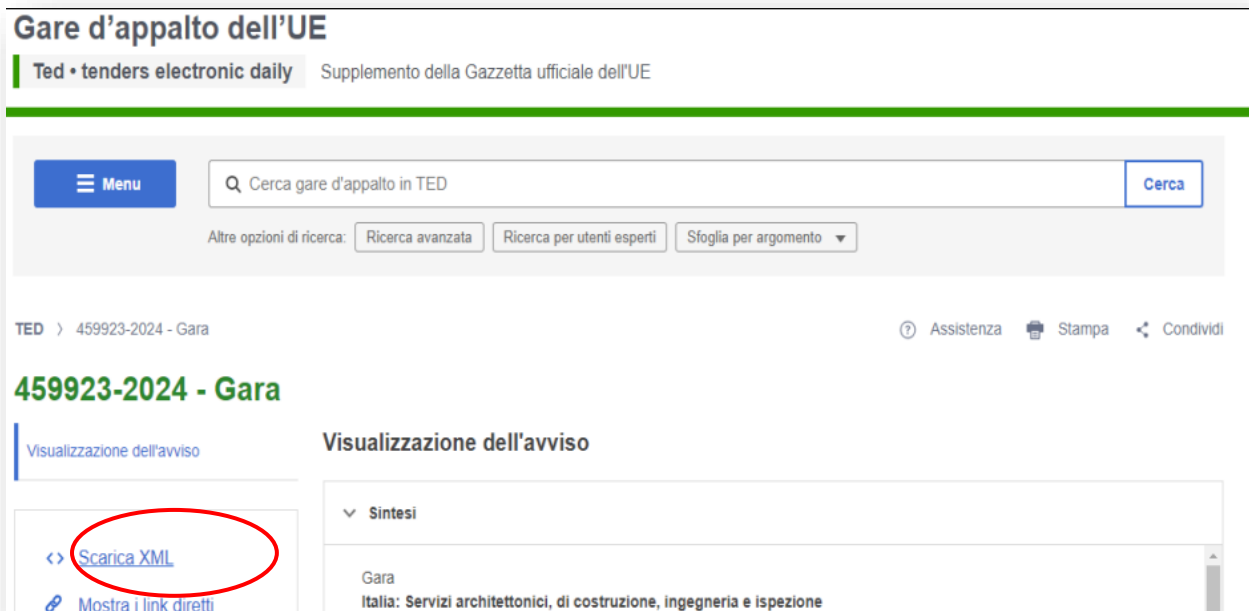 Gare d'appalto dell'UE
Ted • tenders electronic daily Supplemento della Gazzetta ufficiale dell'UE
Menu Cerca gare d'appalto in TED Cerca
Altre opzioni di ricerca: Ricerca avanzata Ricerca per utenti esperti Sfoglia per argomento
TED 459923-2024 - Gara Assistenza Stampa Condividi
459923-2024 - Gara
Visualizzazione dell'avviso
Visualizzazione dell'avviso
Sintesi
Scarica XML
Mostra i link diretti
Gara
Italia: Servizi architettonici, di costruzione, ingegneria e ispezione